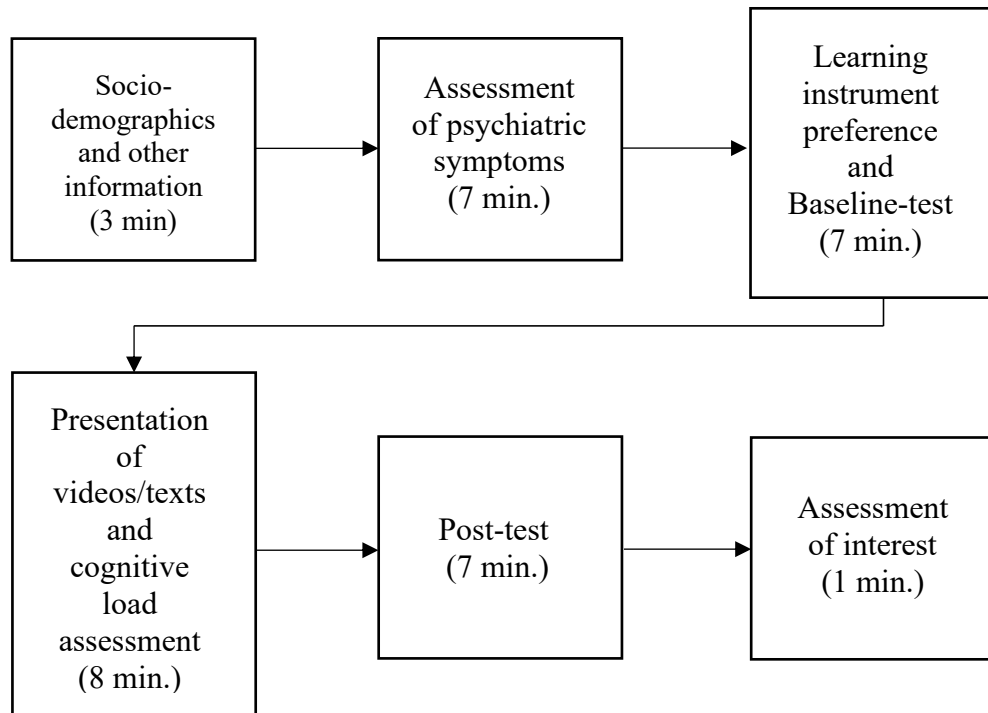 Socio-
demographics
and other
information
(3 min)
Assessment
of psychiatric
symptoms
(7 min.)
Learning
instrument
preference
and
Baseline-test
(7 min.)
Presentation
of
videos/texts
and
cognitive
load
assessment
(8 min.)
Post-test
(7 min.)
Assessment
of interest
(1 min.)